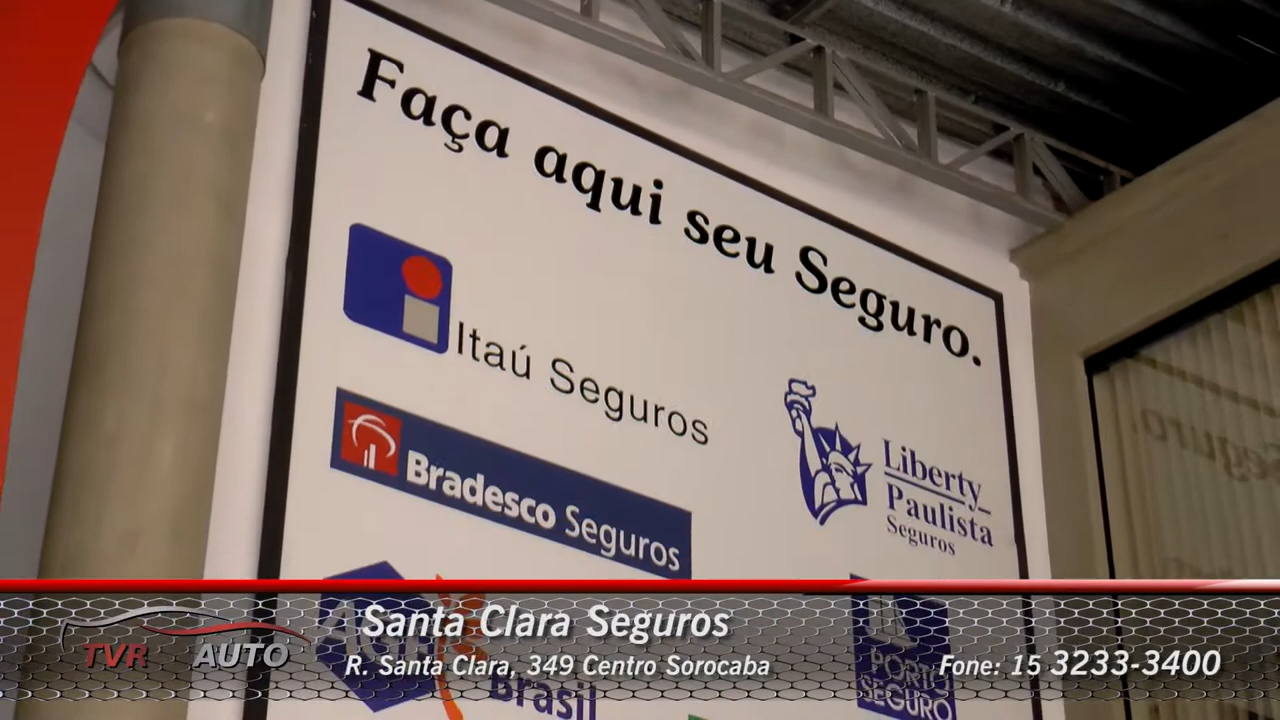 Faça aqui seu Seguro.
Itaú Seguros
Liberty
Paulista
Seguros
Bradesco Seguros
Santa Clara Seguros
R. Santa Clara, 349 Centro Sorocaba
Fone: 15 3233-3400
TVR AUTO
Brasil
PORTO
SEGURO